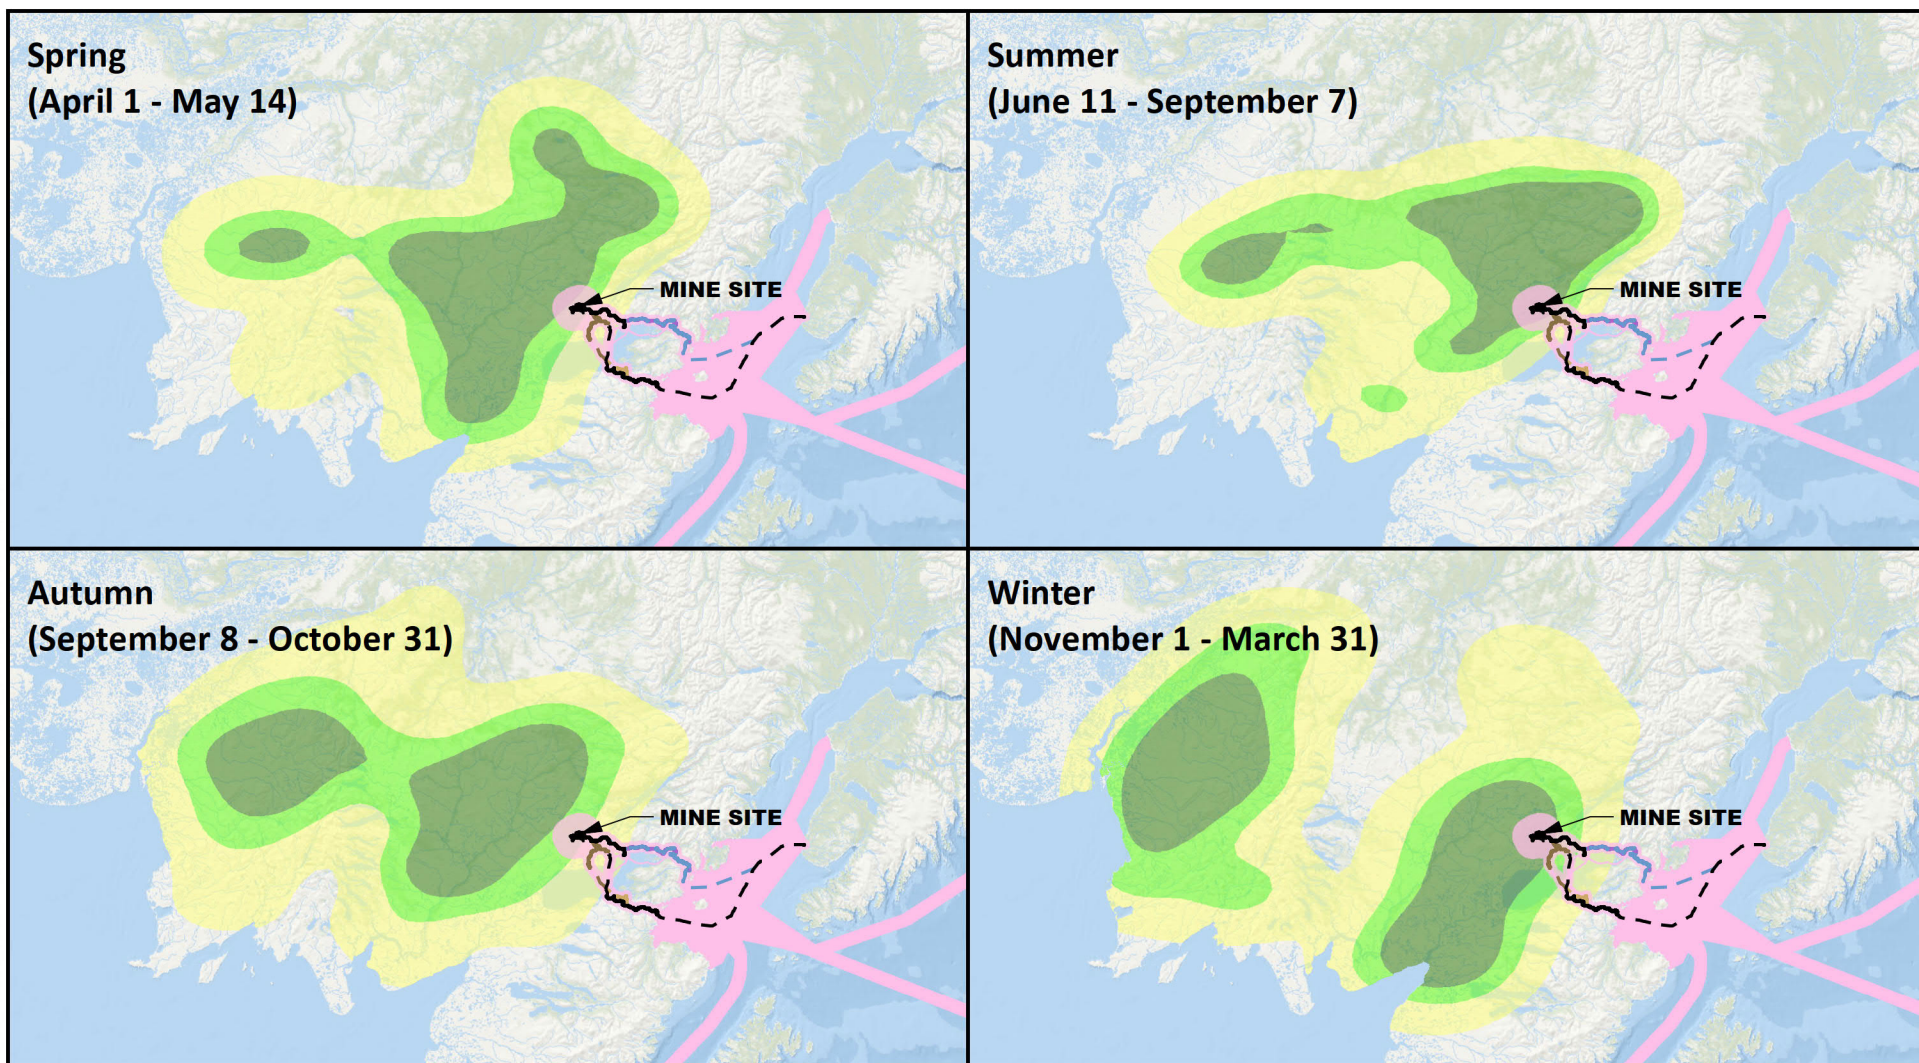 Spring
(April 1 - May 14)
MINE SITE
Summer
(June 11 - September 7)
MINE SITE
Autumn
(September 8 - October 31)
MINE SITE
Winter
(November 1 - March 31)
MINE SITE